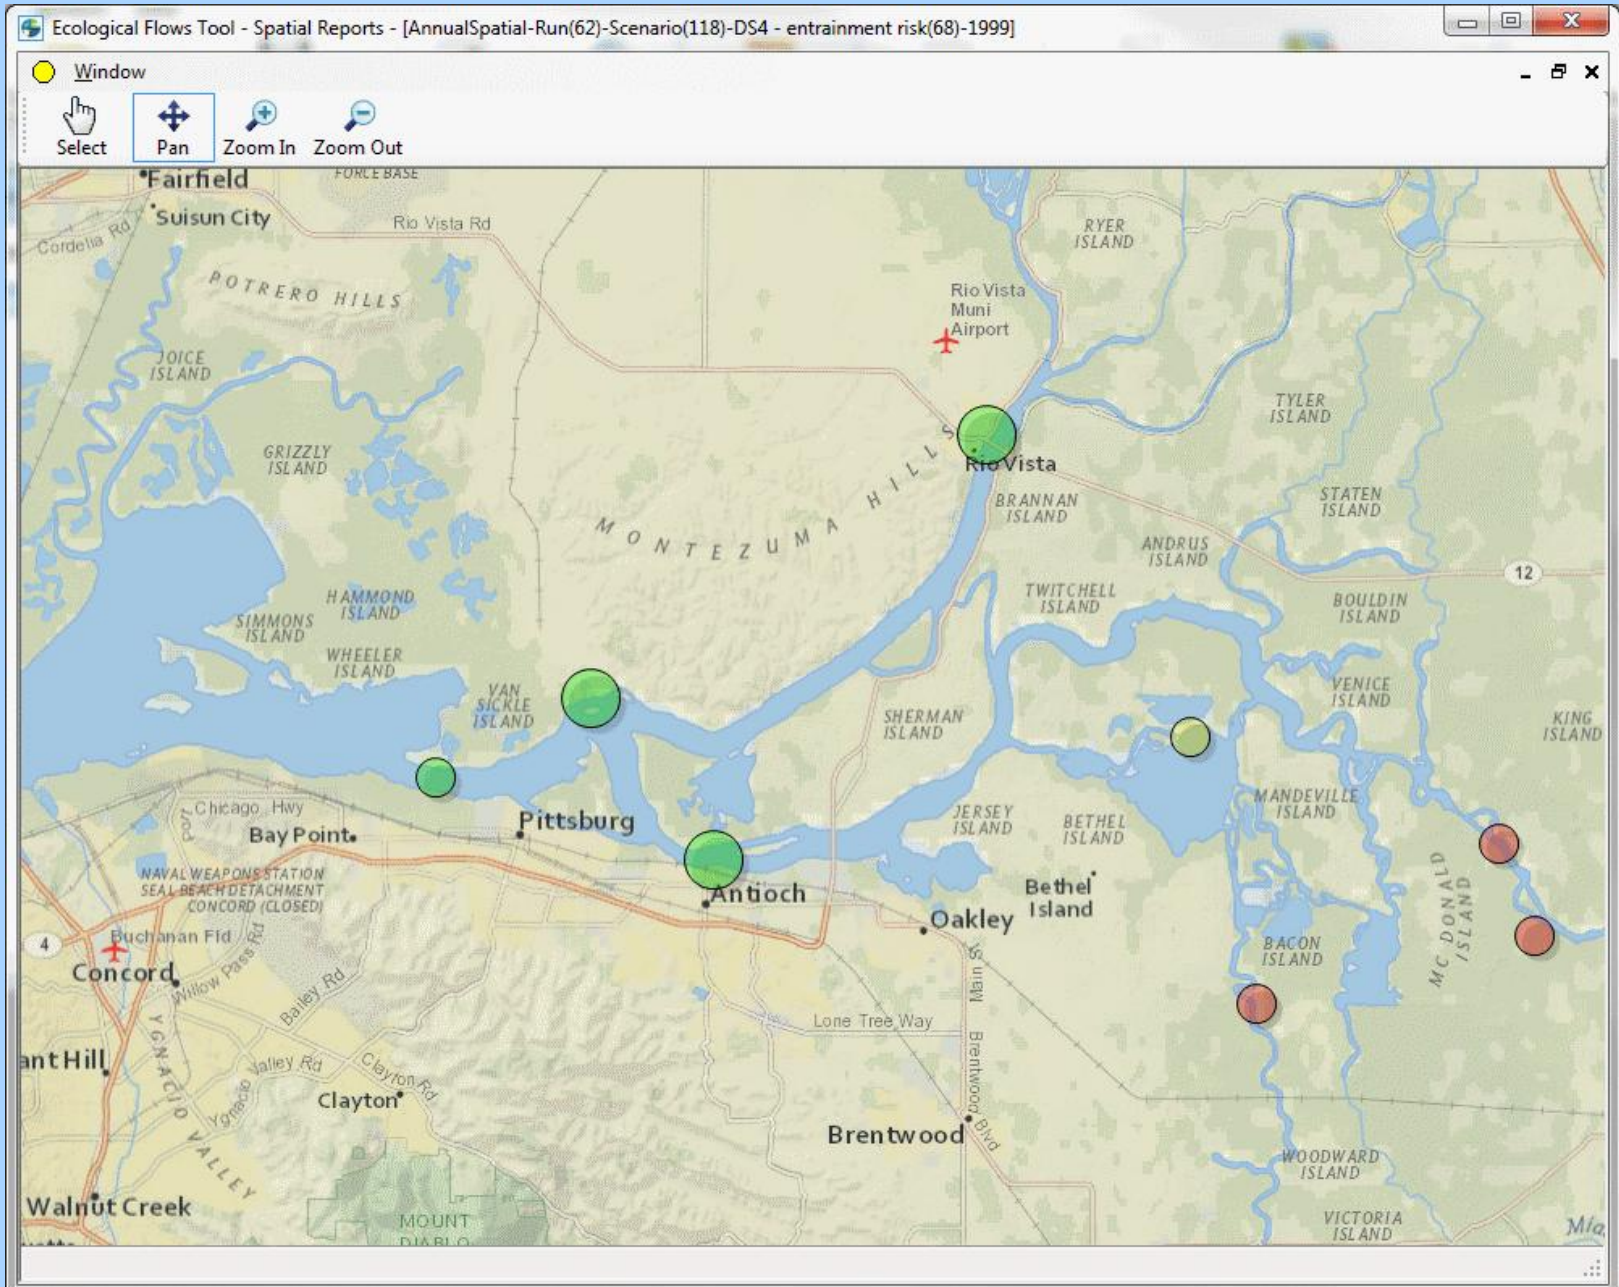 Ecological Flows Tool - Spatial Reports - [AnnualSpatial-Run(62)-Scenario(118)-DS4 - entrainment risk(68)-1999]
Window
Select
Pan
Zoom In
Zoom Out
Fairfield
FORCE BASE
Suisun City
Cordelia Rd
Rio Vista Rd
RYER
ISLAND
POTRERO HILLS
Rio Vista
Muni
Airport
JOICE
ISLAND
TYLER
ISLAND
GRIZZLY
ISLAND
MONTEZUMA HILLS
Rio Vista
BRANNAN
ISLAND
STATEN
ISLAND
ANDRUS
ISLAND
12
HAMMOND
ISLAND
SIMMONS
ISLAND
TWITCHELL
ISLAND
BOULDIN
ISLAND
WHEELER
ISLAND
VAN
SICKLE
ISLAND
VENICE
ISLAND
SHERMAN
ISLAND
KING
ISLAND
Chicago Hwy
Port
Bay Point
Pittsburg
JERSEY
ISLAND
BETHEL
ISLAND
MANDEVILLE
ISLAND
NAVAL WEAPONS STATION
SEAL BEACH DETACHMENT
CONCORD (CLOSED)
Antioch
Bethel
Island
MC DONALD
ISLAND
Oakley
4
Buchanan Fld
Concord
Willow Pass Rd
Bailey Rd
BACON
ISLAND
Main St
Lone Tree Way
YGNACIO VALLEY
ant Hill
Ygnacio Valley Rd
Clayton Rd
Clayton
Brentwood Blvd
Brentwood
WOODWARD
ISLAND
Walnut Creek
MOUNT
DIABLO
VICTORIA
ISLAND